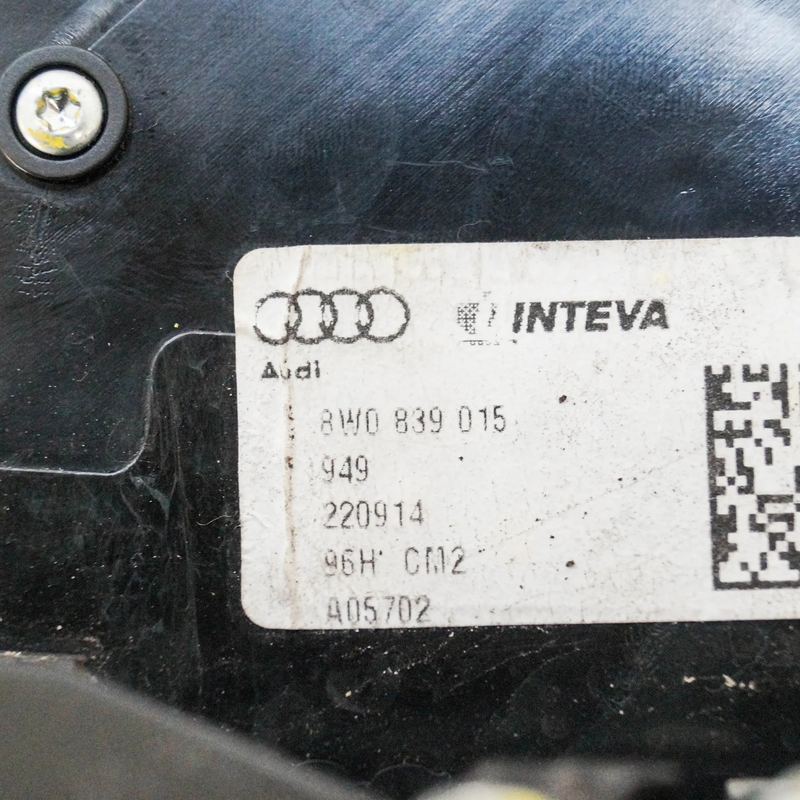 INTEVA
Audi
8W0 839 015
949
220914
96H CM2
A05702